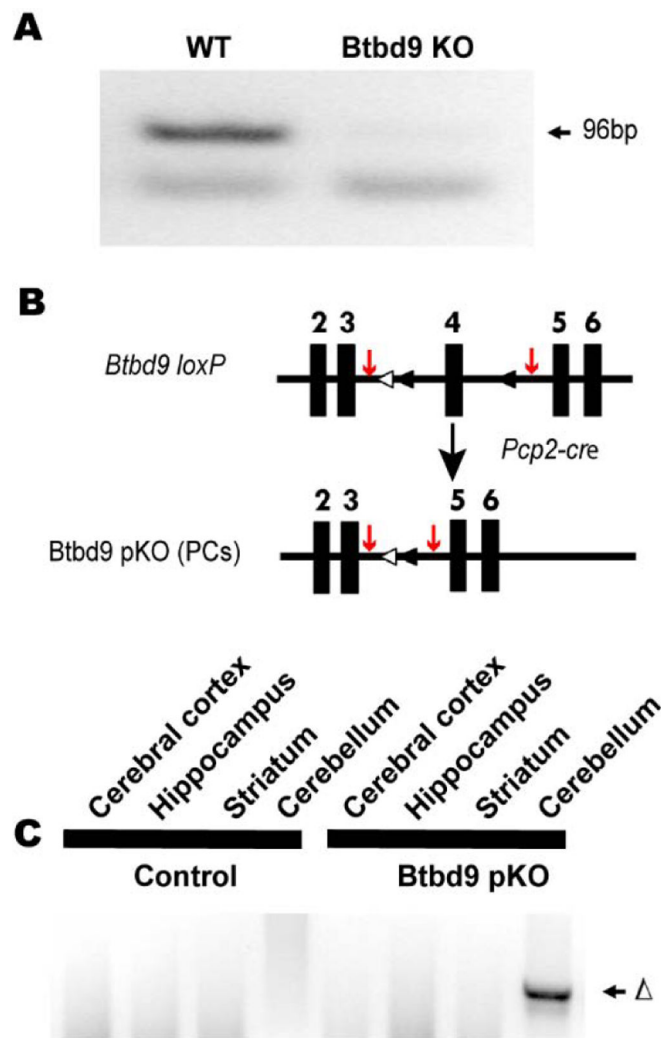 A
WT Btbd9 KO
96bp
B
2 3 4 5 6
Btbd9 loxP
Pcp2-cre
2 3 5 6
Btbd9 pKO (PCs)
Cerebral cortex
Hippocampus
Striatum
Cerebellum
Cerebral cortex
Hippocampus
Striatum
Cerebellum
C
Control Btbd9 pKO
Δ